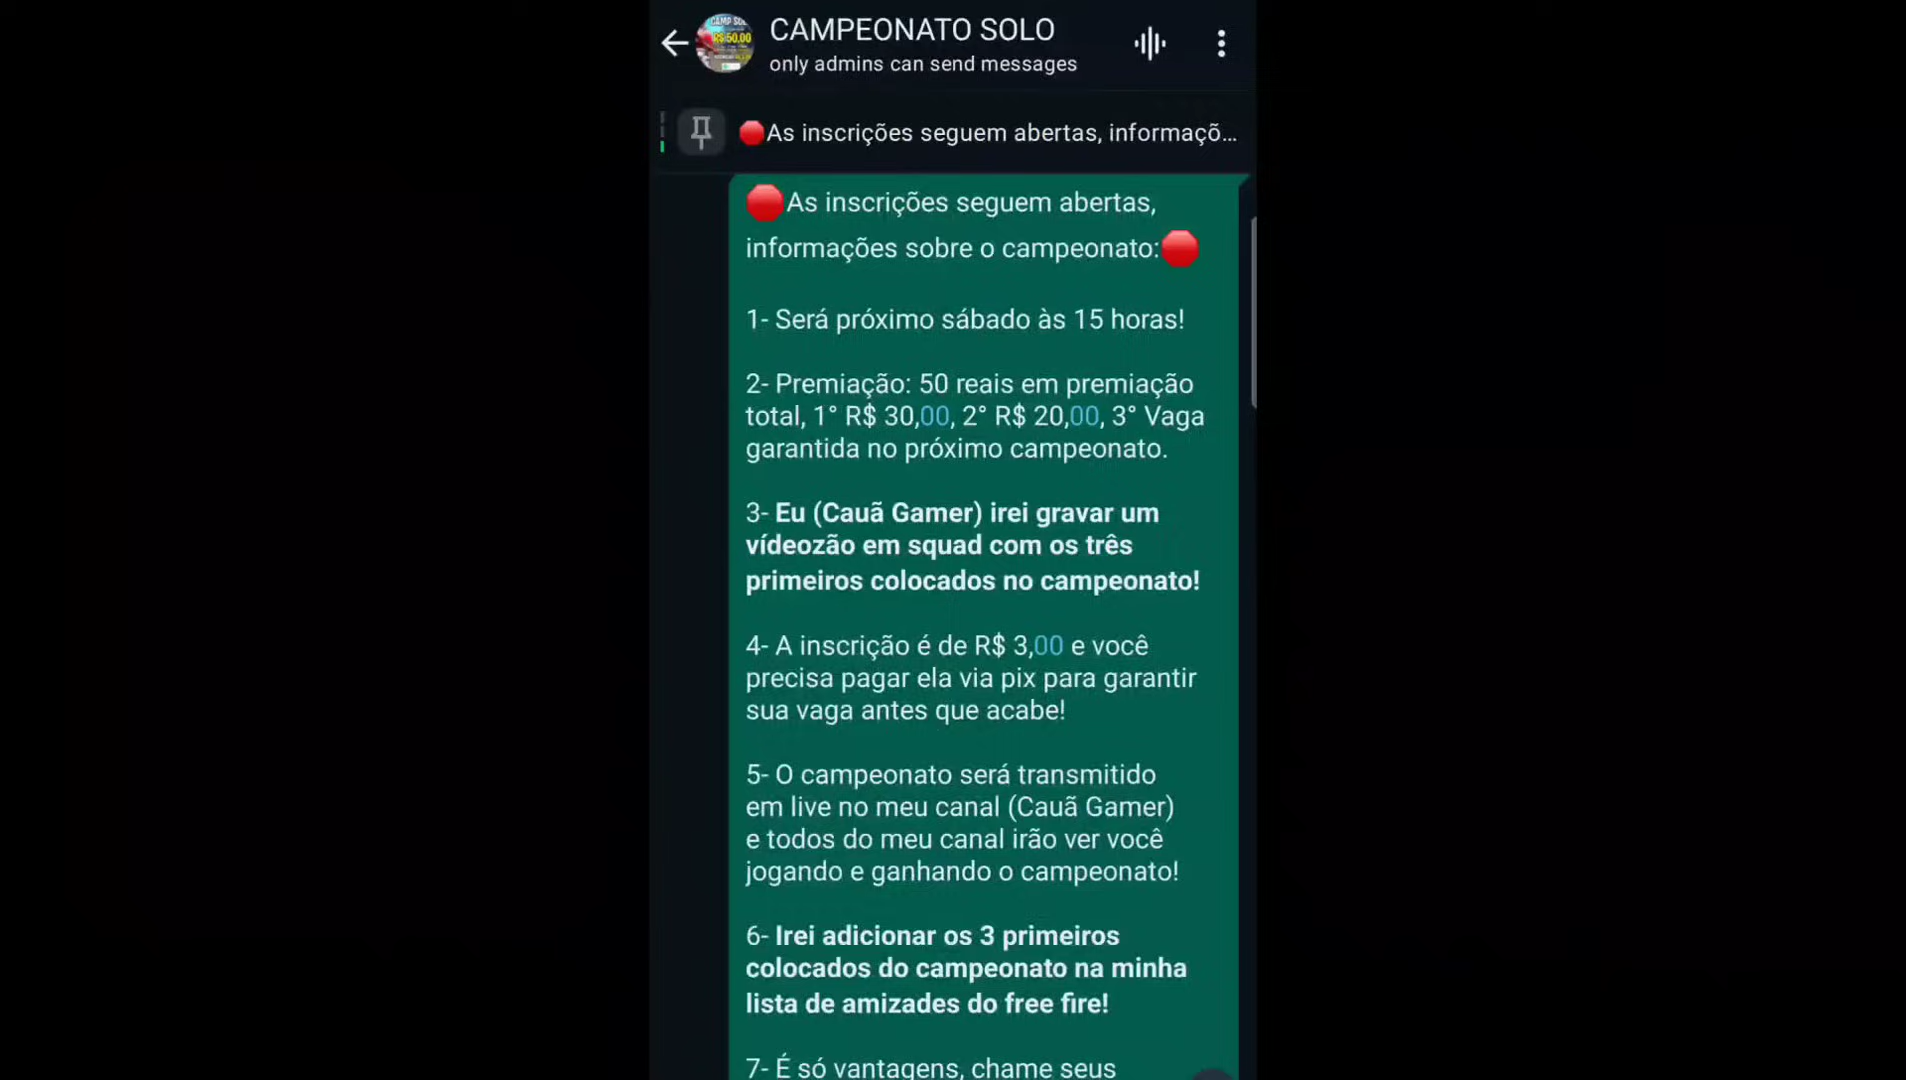 CAMPEONATO SOLO
only admins can send messages
🛑As inscrições seguem abertas, informaçõ...
🛑As inscrições seguem abertas,
informações sobre o campeonato:🛑
1- Será próximo sábado às 15 horas!
2- Premiação: 50 reais em premiação
total, 1° R$ 30,00, 2° R$ 20,00, 3° Vaga
garantida no próximo campeonato.
3- Eu (Cauã Gamer) irei gravar um
vídeozão em squad com os três
primeiros colocados no campeonato!
4- A inscrição é de R$ 3,00 e você
precisa pagar ela via pix para garantir
sua vaga antes que acabe!
5- O campeonato será transmitido
em live no meu canal (Cauã Gamer)
e todos do meu canal irão ver você
jogando e ganhando o campeonato!
6- Irei adicionar os 3 primeiros
colocados do campeonato na minha
lista de amizades do free fire!
7- É só vantagens, chame seus